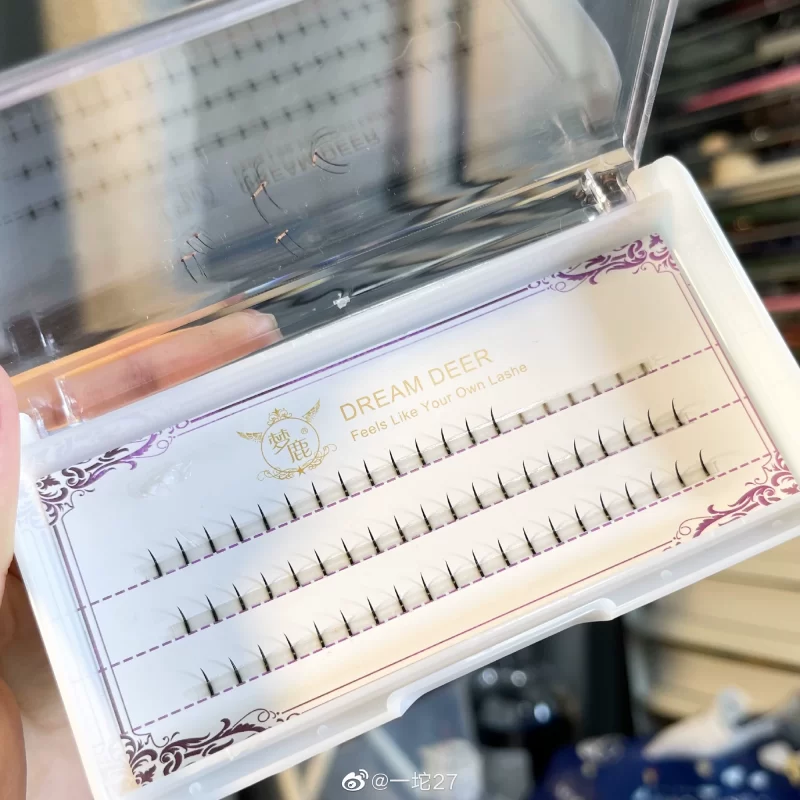 DREAM DEER
Feels Like Your Own Lashe
梦鹿
@一坨27